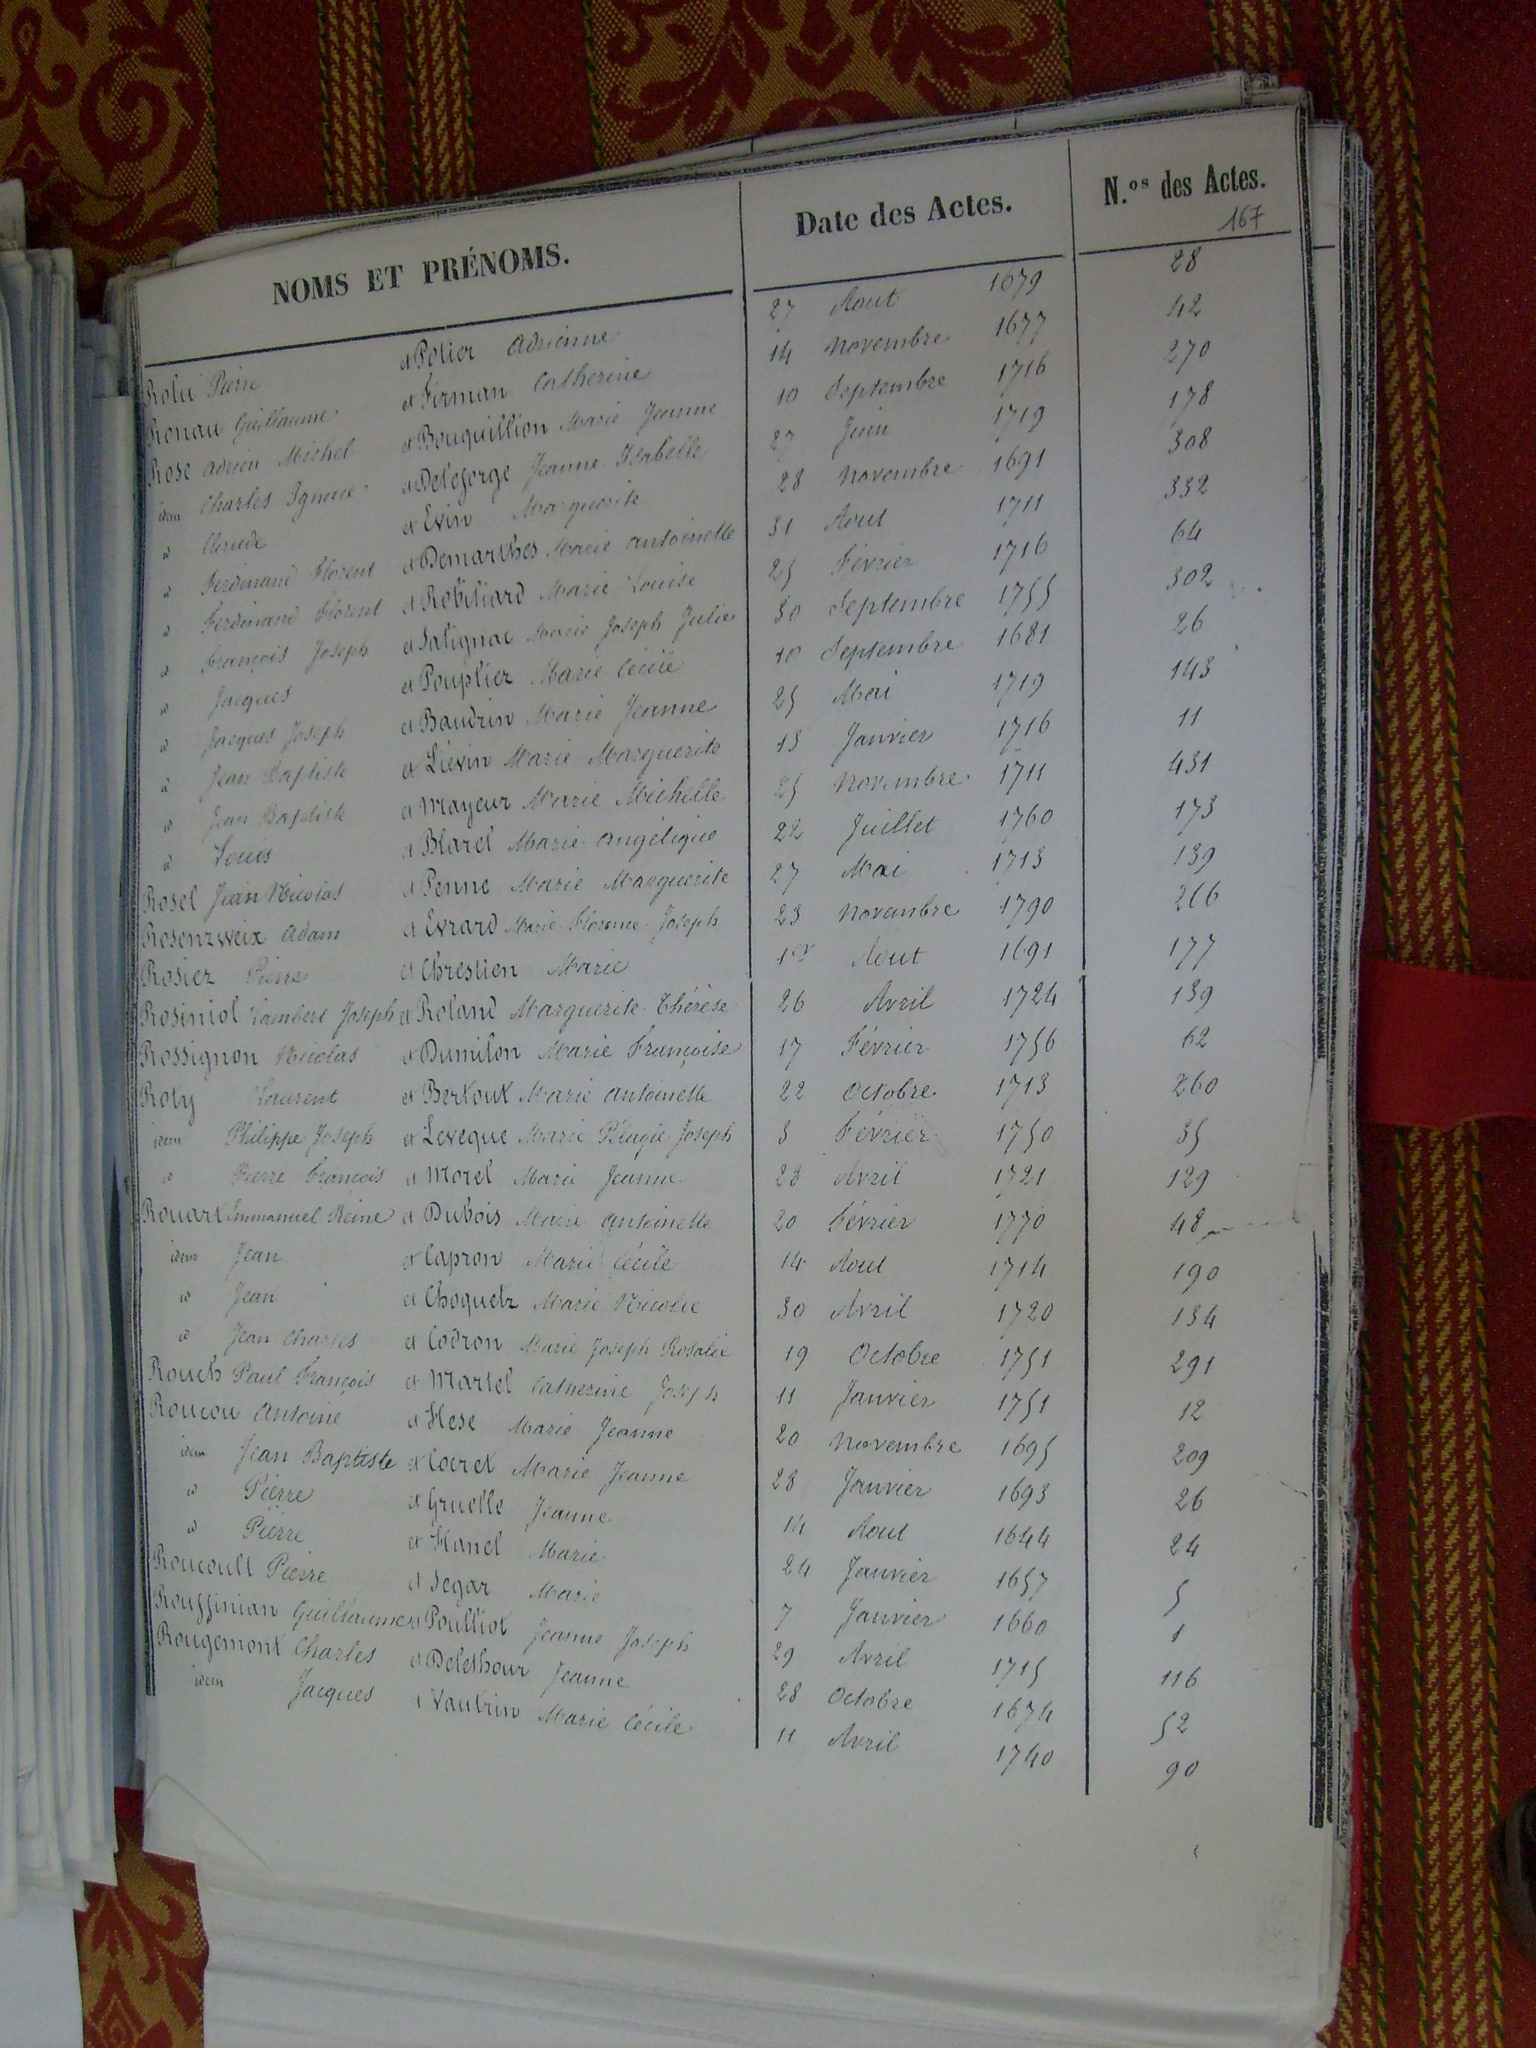 NOMS ET PRÉNOMS. Date des Actes. N.os des Actes.
167
Pierre et Potier Adrienne 27 Aout 1679 28
Ronau Guillaume et Firman Catherine 14 Novembre 1677 42
Rose Adrien Michel et Bouquillion Marie Jeanne 10 Septembre 1716 270
idem Charles Ignace et Deleforge Jeanne Isabelle 27 Juin 1719 178
id Claude et Evin Marguerite 28 Novembre 1691 308
id Ferdinand Florent et Demarthes Marie Antoinette 31 Aout 1711 332
id Ferdinand Florent et Robitiard Marie Louise 25 Février 1716 64
id François Joseph et Salignac Marie Joseph Julie 30 Septembre 1755 302
id Jacques et Pouptier Marie Cécile 10 Septembre 1681 26
id Jacques Joseph et Baudrin Marie Jeanne 25 Mai 1719 143
id Jean Baptiste et Liévin Marie Marguerite 13 Janvier 1716 11
id Jean Baptiste et Mayeur Marie Michelle 25 Novembre 1711 431
id Louis et Blarel Marie Angélique 22 Juillet 1760 173
Rosel Jean Nicolas et Penne Marie Marguerite 27 Mai 1713 139
Rosenzweix Adam et Evrard Marie Florence Joseph 23 Novembre 1790 266
Rosiez Pierre et Chrestien Marie 1er Aout 1691 177
Rosiniol Lambert Joseph et Roland Marguerite Thérèse 26 Avril 1724 139
Rossignon Nicolas et Dumilon Marie Françoise 17 Février 1756 62
Roty Laurent et Bertout Marie Antoinette 22 Octobre 1713 260
idem Philippe Joseph et Leveque Marie Pélagie Joseph 3 Février 1750 35
id Pierre François et Morel Marie Jeanne 28 Avril 1721 129
Rouart Emmanuel Reine et Dubois Marie Antoinette 20 Février 1770 48
idem Jean et Capron Marie Cécile 14 Aout 1714 190
id Jean et Choquetz Marie Nicole 30 Avril 1720 134
id Jean Charles et Codron Marie Joseph Rosalie 19 Octobre 1751 291
Rouch Paul François et Martel Catherine Joseph 11 Janvier 1751 12
Roucou Antoine et Hese Marie Jeanne 20 Novembre 1695 209
idem Jean Baptiste et Cocret Marie Jeanne 28 Janvier 1693 26
id Pierre et Gruelle Jeanne 14 Aout 1644 24
id Pierre et Hanel Marie 24 Janvier 1657 5
Roucoult Pierre et Segar Marie 7 Janvier 1660 1
Rouffinian Guillaume et Poulliot Jeanne Joseph 29 Avril 1715 116
Rougemont Charles et Delethour Jeanne 28 Octobre 1674 52
idem Jacques et Vautrin Marie Cécile 11 Avril 1740 90